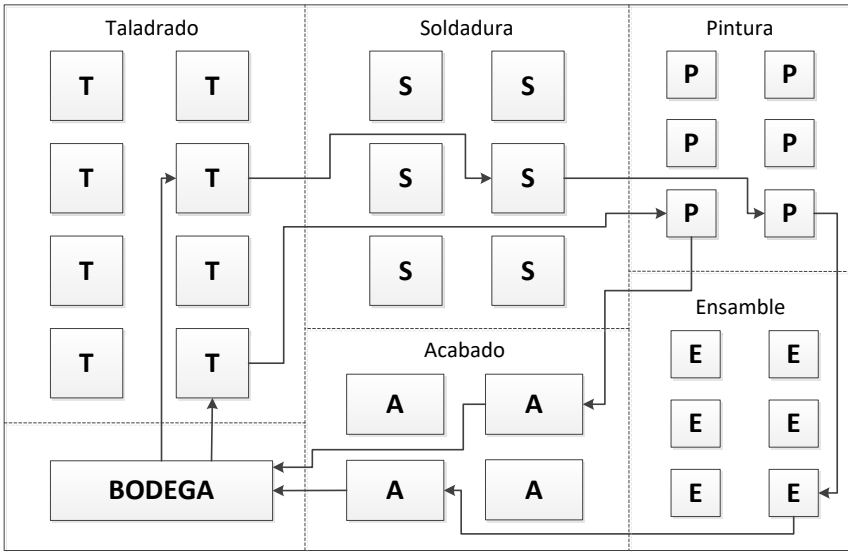 Taladrado
T T
T T
T T
T T
Soldadura
S S
S S
S S
Pintura
P P
P P
P P
BODEGA
Acabado
A A
A A
Ensamble
E E
E E
E E